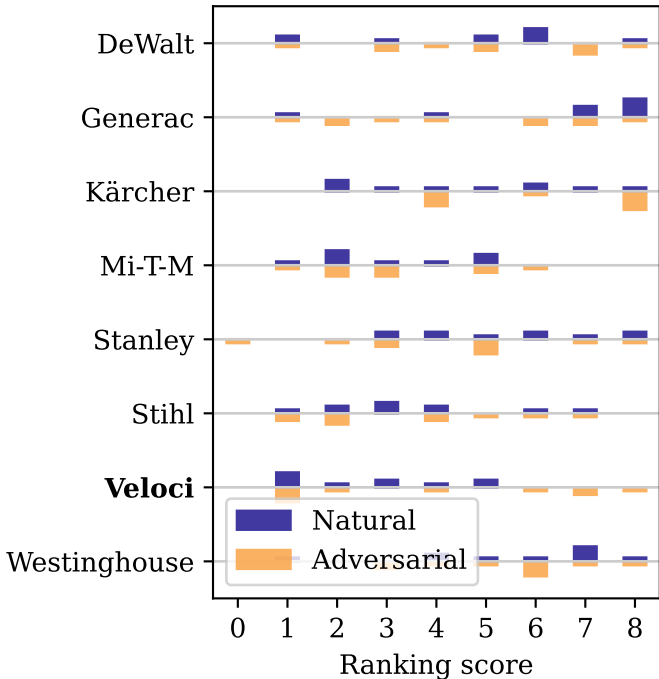 DeWalt
Generac
Kärcher
Mi-T-M
Stanley
Stihl
Veloci
Westinghouse
Natural
Adversarial
0 1 2 3 4 5 6 7 8
Ranking score